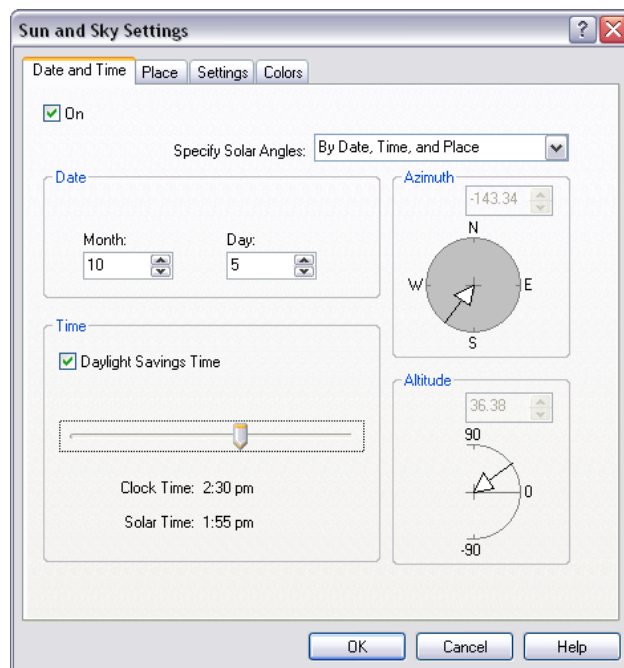 Sun and Sky Settings
Date and Time Place Settings Colors
On
Specify Solar Angles: By Date, Time, and Place
Date
Month: Day:
10 5
Time
Daylight Savings Time
Clock Time: 2:30 pm
Solar Time: 1:55 pm
Azimuth
-143.34
N
W E
S
Altitude
36.38
90
0
-90
OK Cancel Help